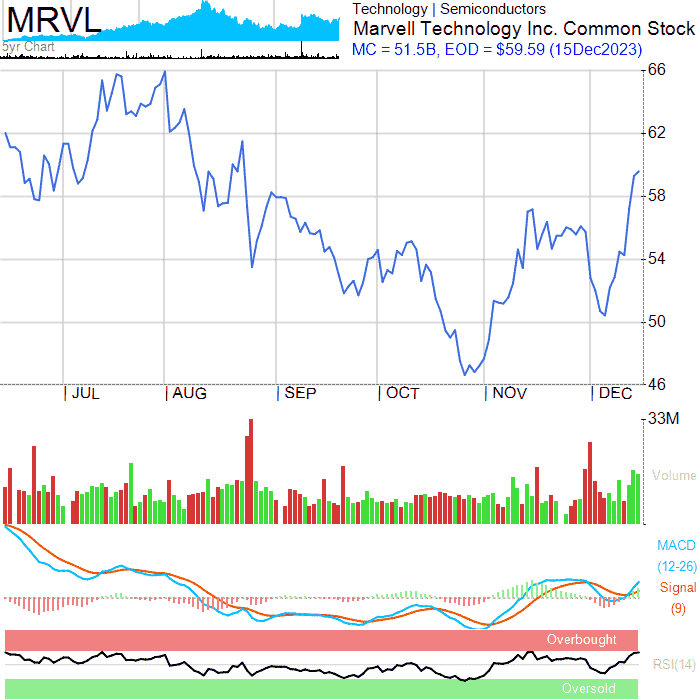 MRVL
5yr Chart
Technology | Semiconductors
Marvell Technology Inc. Common Stock
MC = 51.5B, EOD = $59.59 (15Dec2023)
66
62
58
54
50
46
JUL
AUG
SEP
OCT
NOV
DEC
33M
Volume
MACD
(12-26)
Signal
(9)
Overbought
RSI(14)
Oversold